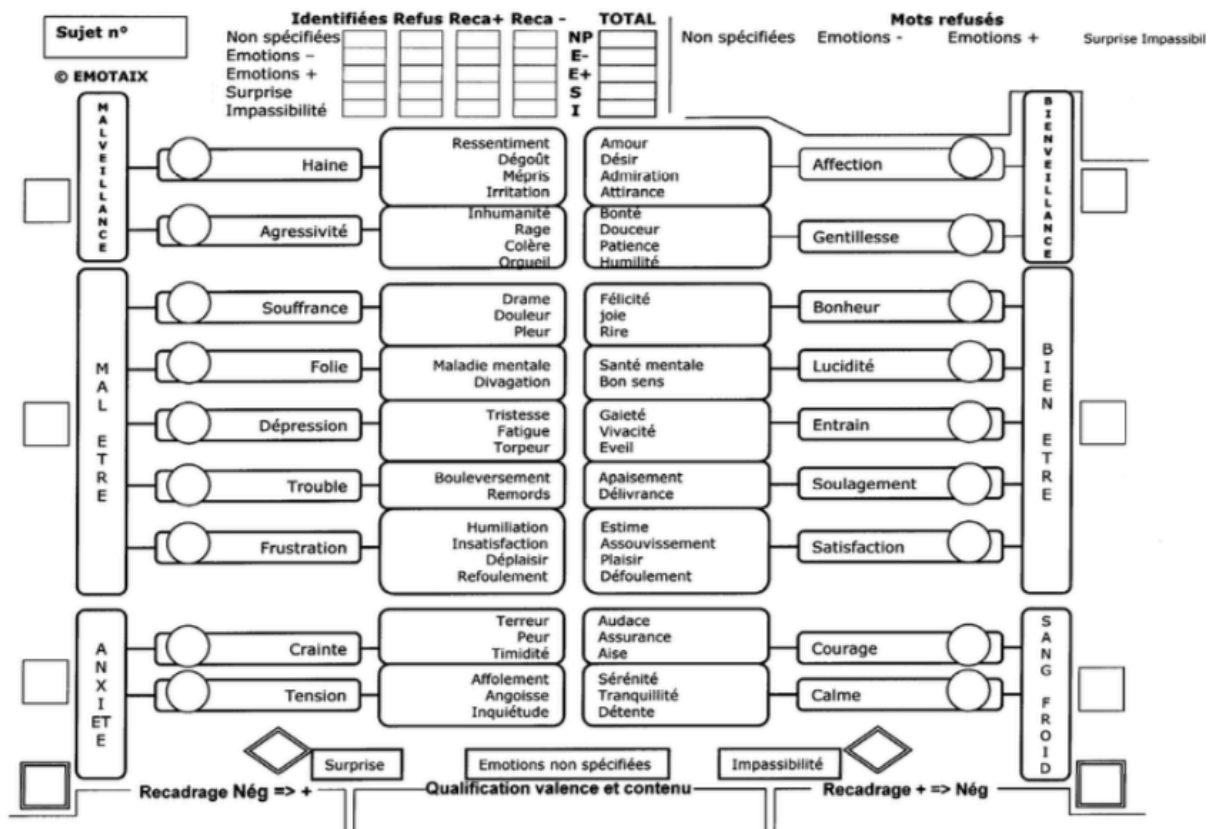 Sujet n°
© EMOTAIX
Identifiées Refus Reca+ Reca - TOTAL
Non spécifiées NP
Emotions – E-
Emotions + E+
Surprise S
Impassibilité I
Mots refusés
Non spécifiées Emotions - Emotions + Surprise Impassibil
MALVEILLANCE
Haine
Ressentiment
Dégoût
Mépris
Irritation
Amour
Désir
Admiration
Attirance
Affection
BIENVEILLANCE
Agressivité
Inhumanité
Rage
Colère
Orgueil
Bonté
Douceur
Patience
Humilité
Gentillesse
MAL ETRE
Souffrance
Drame
Douleur
Pleur
Félicité
joie
Rire
Bonheur
BIEN ETRE
Folie
Maladie mentale
Divagation
Santé mentale
Bon sens
Lucidité
Dépression
Tristesse
Fatigue
Torpeur
Gaieté
Vivacité
Eveil
Entrain
Trouble
Bouleversement
Remords
Apaisement
Délivrance
Soulagement
Frustration
Humiliation
Insatisfaction
Déplaisir
Refoulement
Estime
Assouvissement
Plaisir
Défoulement
Satisfaction
ANXIETE
Crainte
Terreur
Peur
Timidité
Audace
Assurance
Aise
Courage
SANG FROID
Tension
Affolement
Angoisse
Inquiétude
Sérénité
Tranquillité
Détente
Calme
Surprise
Emotions non spécifiées
Impassibilité
Recadrage Nég => +
Qualification valence et contenu
Recadrage + => Nég